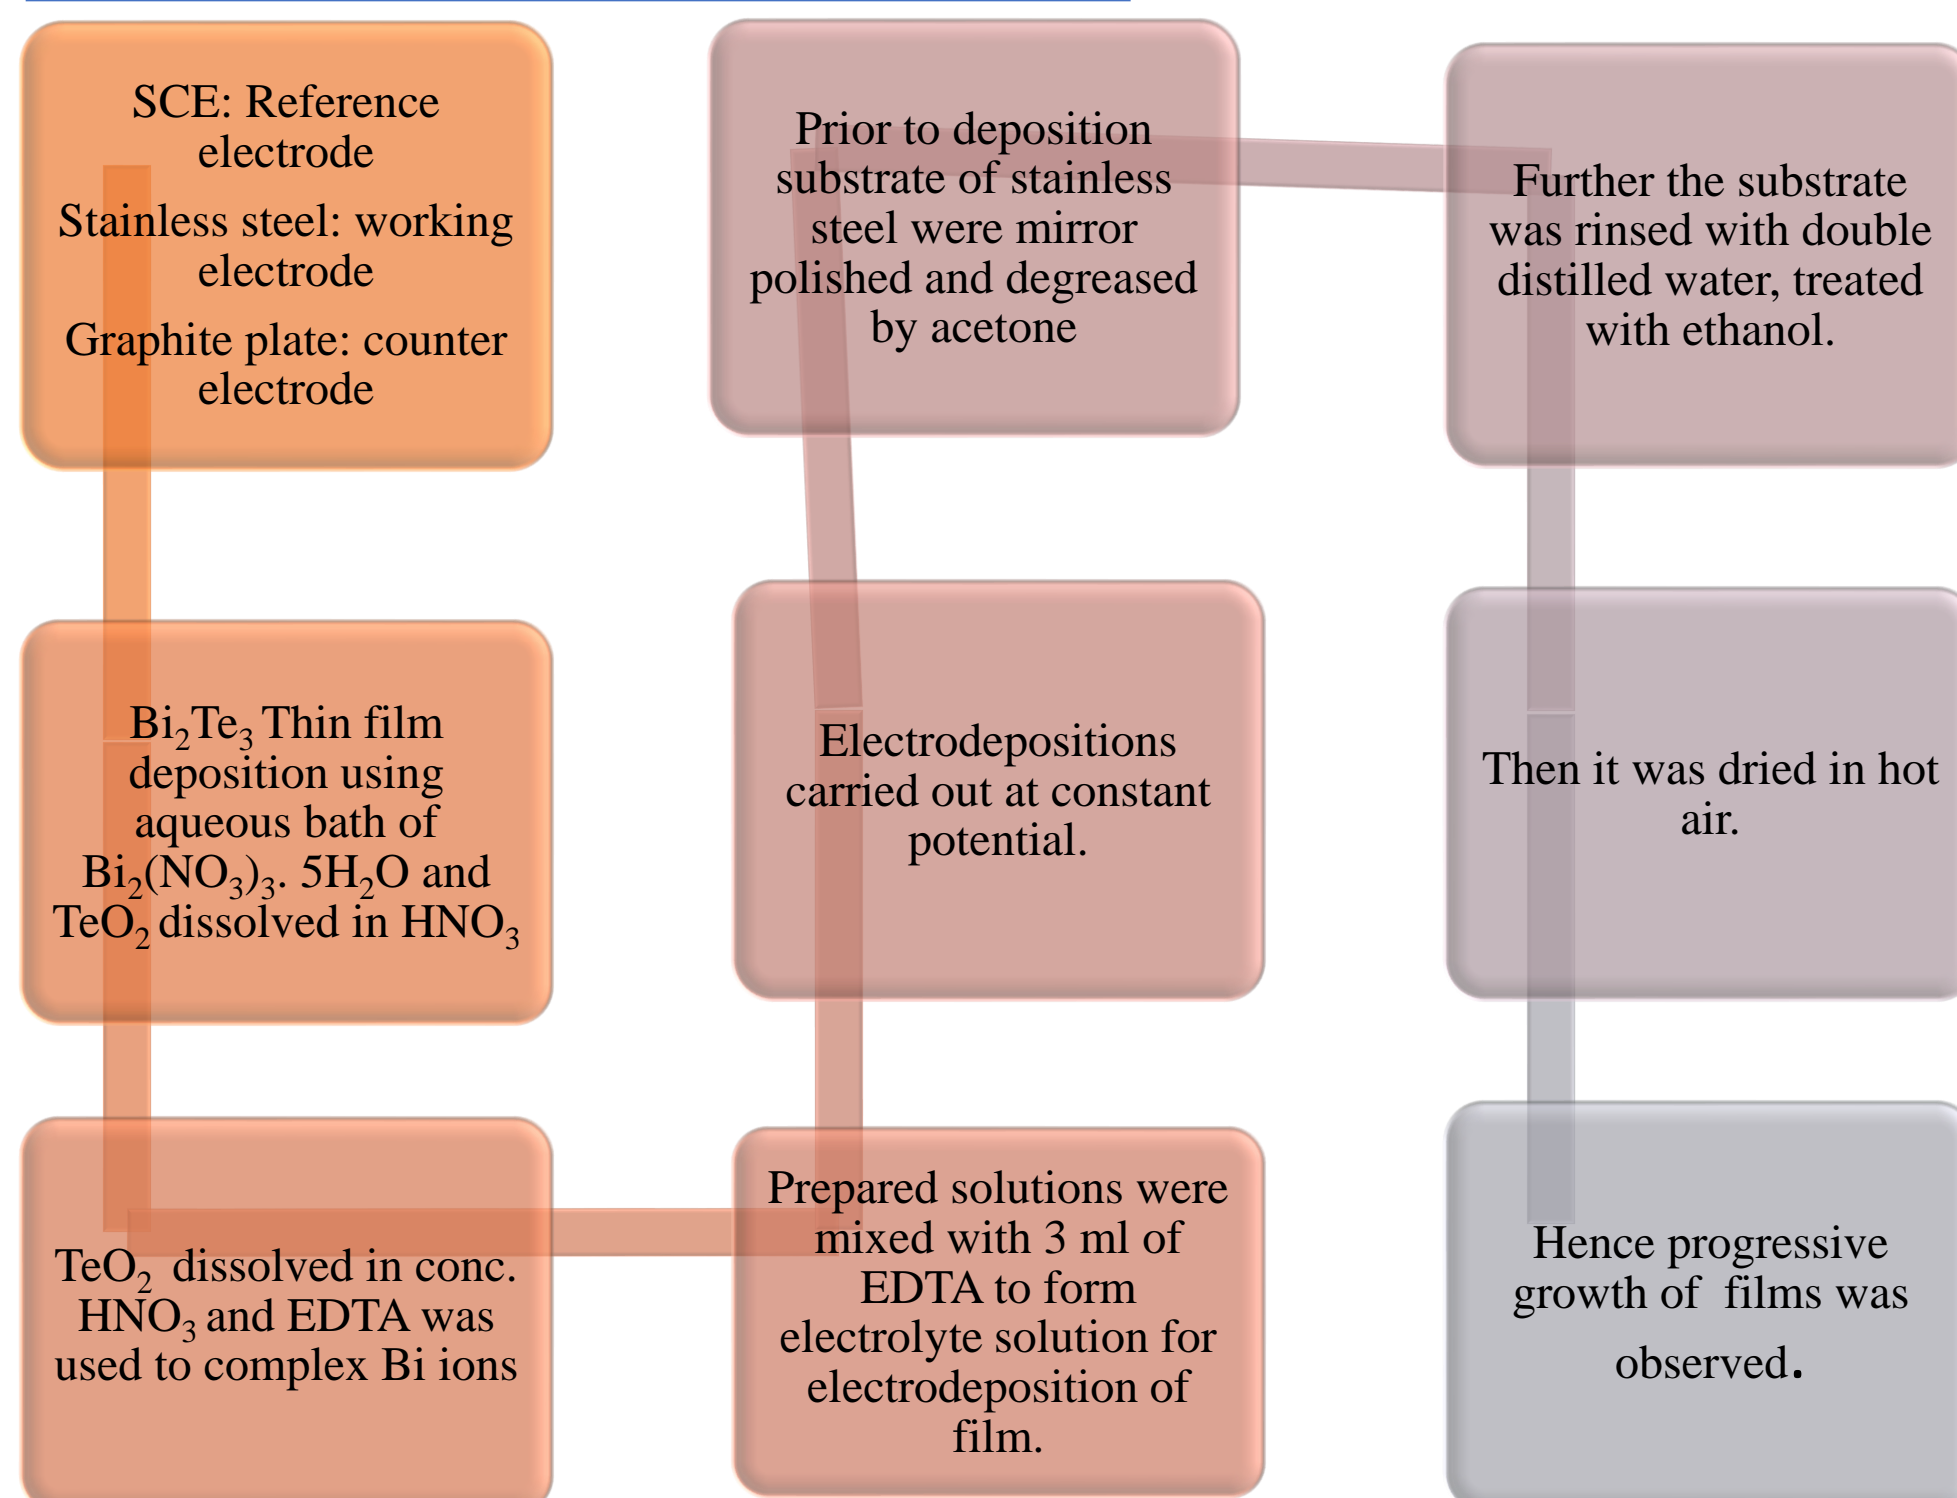 SCE: Reference
electrode
Stainless steel: working
electrode
Graphite plate: counter
electrode
Bi₂Te₃ Thin film
deposition using
aqueous bath of
Bi₂(NO₃)₃. 5H₂O and
TeO₂ dissolved in HNO₃
TeO₂ dissolved in conc.
HNO₃ and EDTA was
used to complex Bi ions
Prepared solutions were
mixed with 3 ml of
EDTA to form
electrolyte solution for
electrodeposition of
film.
Electrodepositions
carried out at constant
potential.
Prior to deposition
substrate of stainless
steel were mirror
polished and degreased
by acetone
Further the substrate
was rinsed with double
distilled water, treated
with ethanol.
Then it was dried in hot
air.
Hence progressive
growth of films was
observed.